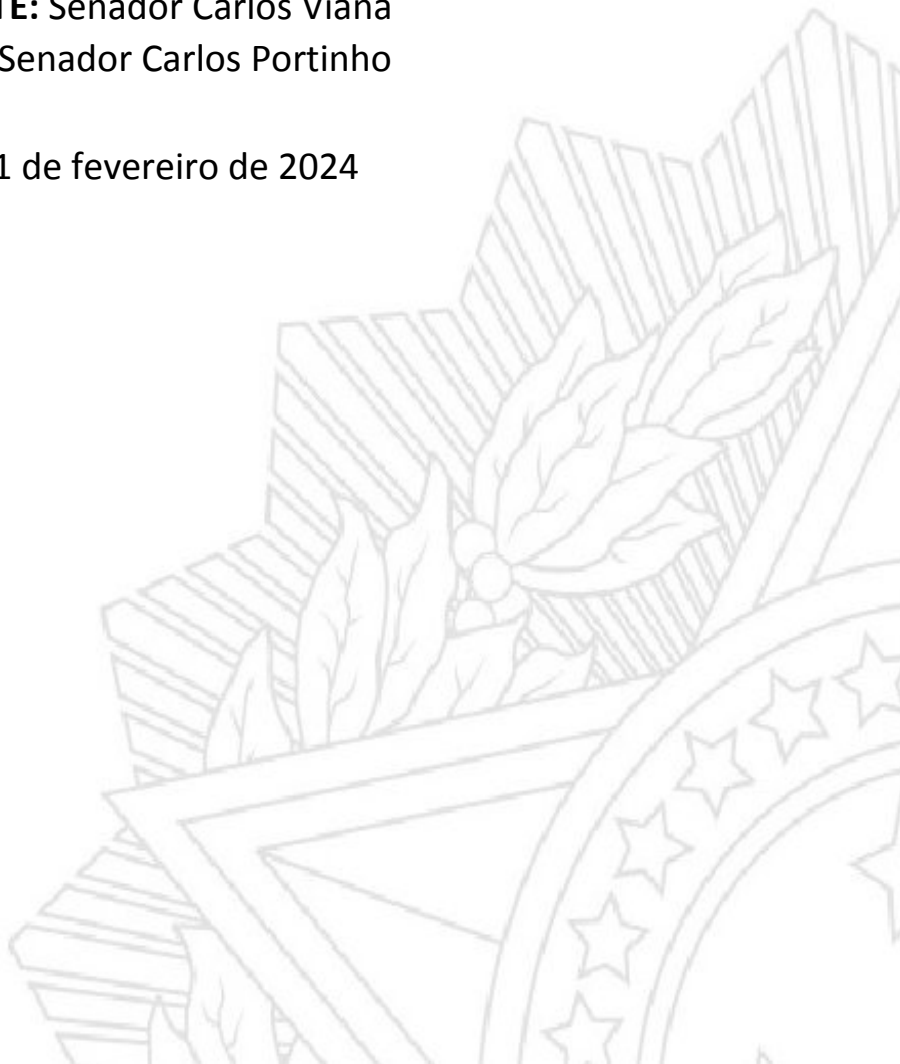 TE: Senador Carlos Viana
Senador Carlos Portinho
1 de fevereiro de 2024